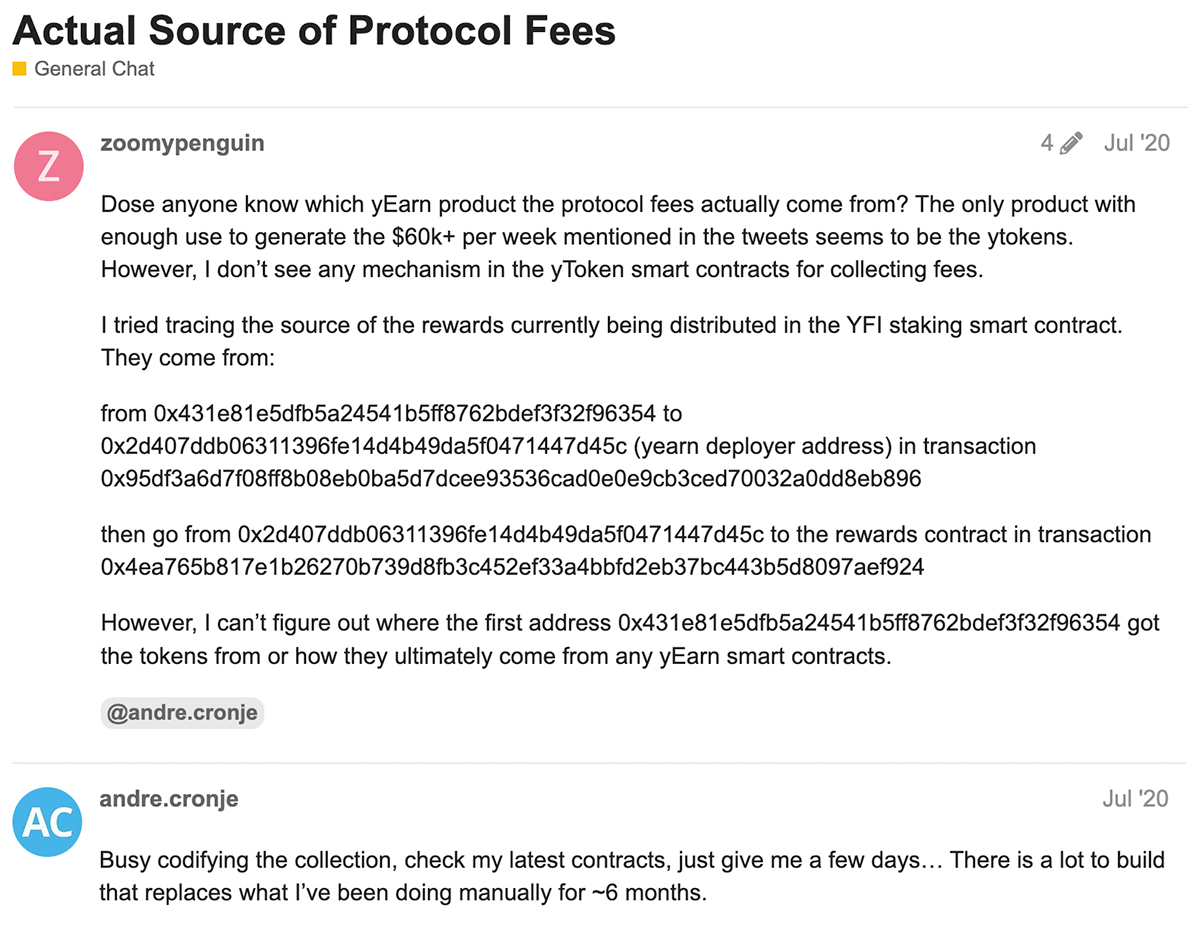 Actual Source of Protocol Fees
General Chat
Z
zoomypenguin
4
Jul '20
Dose anyone know which yEarn product the protocol fees actually come from? The only product with
enough use to generate the $60k+ per week mentioned in the tweets seems to be the ytokens.
However, I don’t see any mechanism in the yToken smart contracts for collecting fees.
I tried tracing the source of the rewards currently being distributed in the YFI staking smart contract.
They come from:
from 0x431e81e5dfb5a24541b5ff8762bdef3f32f96354 to
0x2d407ddb06311396fe14d4b49da5f0471447d45c (yearn deployer address) in transaction
0x95df3a6d7f08ff8b08eb0ba5d7dcee93536cad0e0e9cb3ced70032a0dd8eb896
then go from 0x2d407ddb06311396fe14d4b49da5f0471447d45c to the rewards contract in transaction
0x4ea765b817e1b26270b739d8fb3c452ef33a4bbfd2eb37bc443b5d8097aef924
However, I can’t figure out where the first address 0x431e81e5dfb5a24541b5ff8762bdef3f32f96354 got
the tokens from or how they ultimately come from any yEarn smart contracts.
@andre.cronje
AC
andre.cronje
Jul '20
Busy codifying the collection, check my latest contracts, just give me a few days… There is a lot to build
that replaces what I’ve been doing manually for ~6 months.